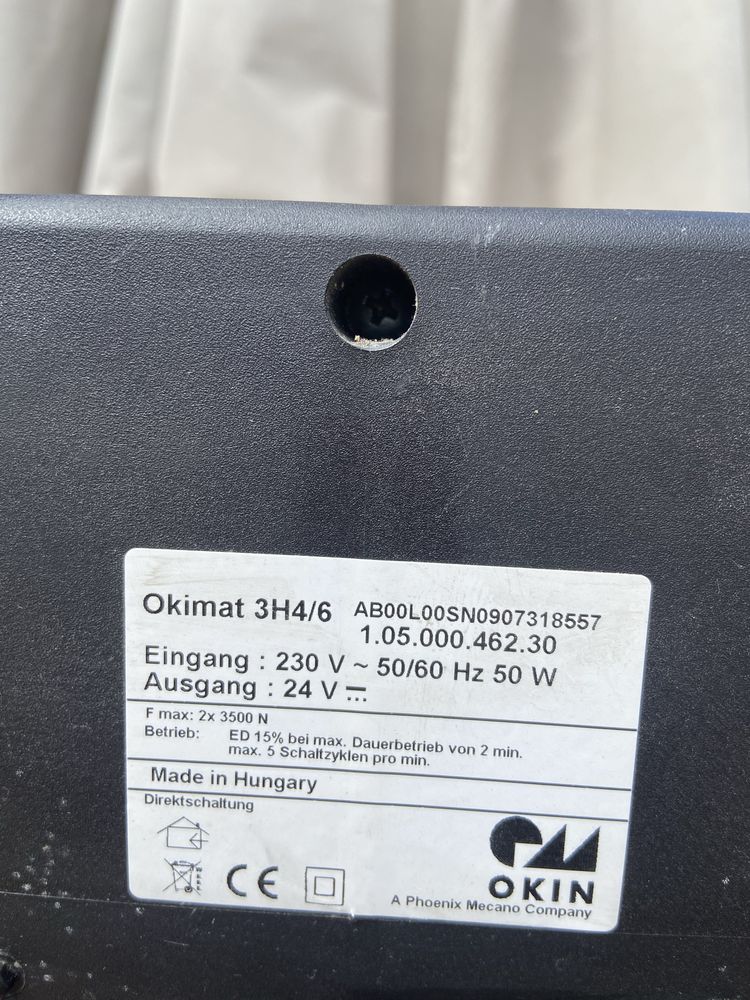 Okimat 3H4/6 AB00L00SN0907318557
1.05.000.462.30
Eingang : 230 V ~ 50/60 Hz 50 W
Ausgang : 24 V ⎓
F max: 2x 3500 N
Betrieb: ED 15% bei max. Dauerbetrieb von 2 min.
max. 5 Schaltzyklen pro min.
Made in Hungary
Direktschaltung
WEEE
CE
OKIN
A Phoenix Mecano Company